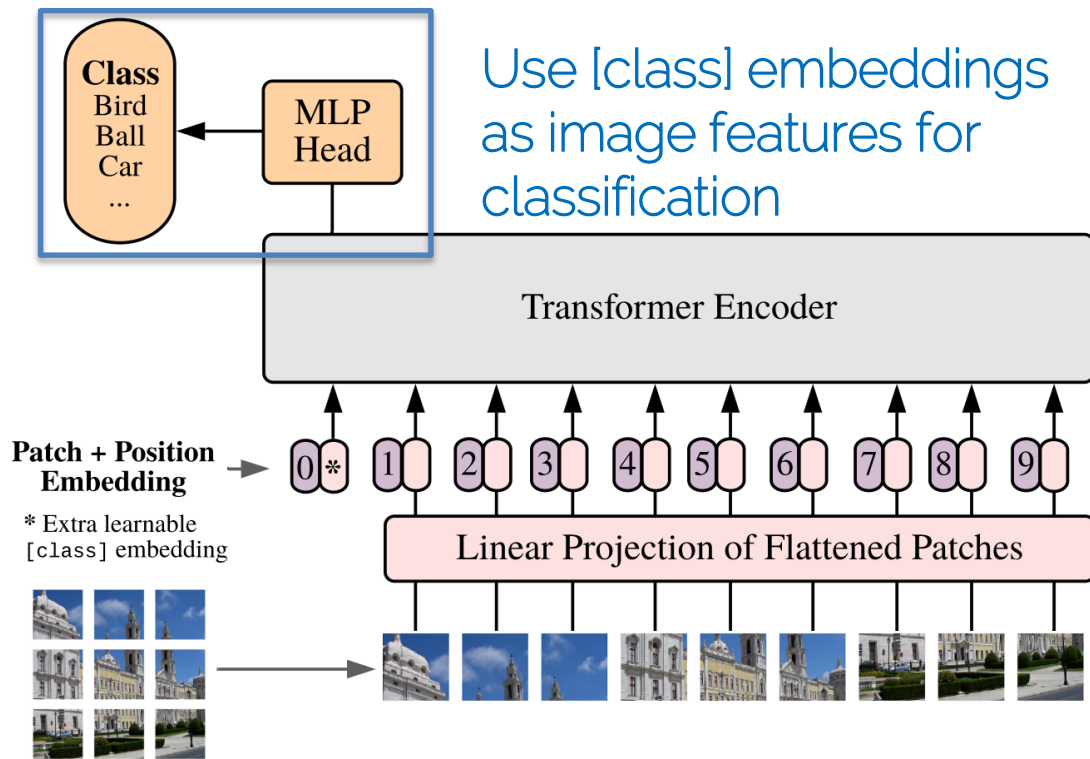 Class
Bird
Ball
Car
...
MLP
Head
Use [class] embeddings
as image features for
classification
Transformer Encoder
Patch + Position
Embedding
0 * 1 2 3 4 5 6 7 8 9
* Extra learnable
[class] embedding
Linear Projection of Flattened Patches